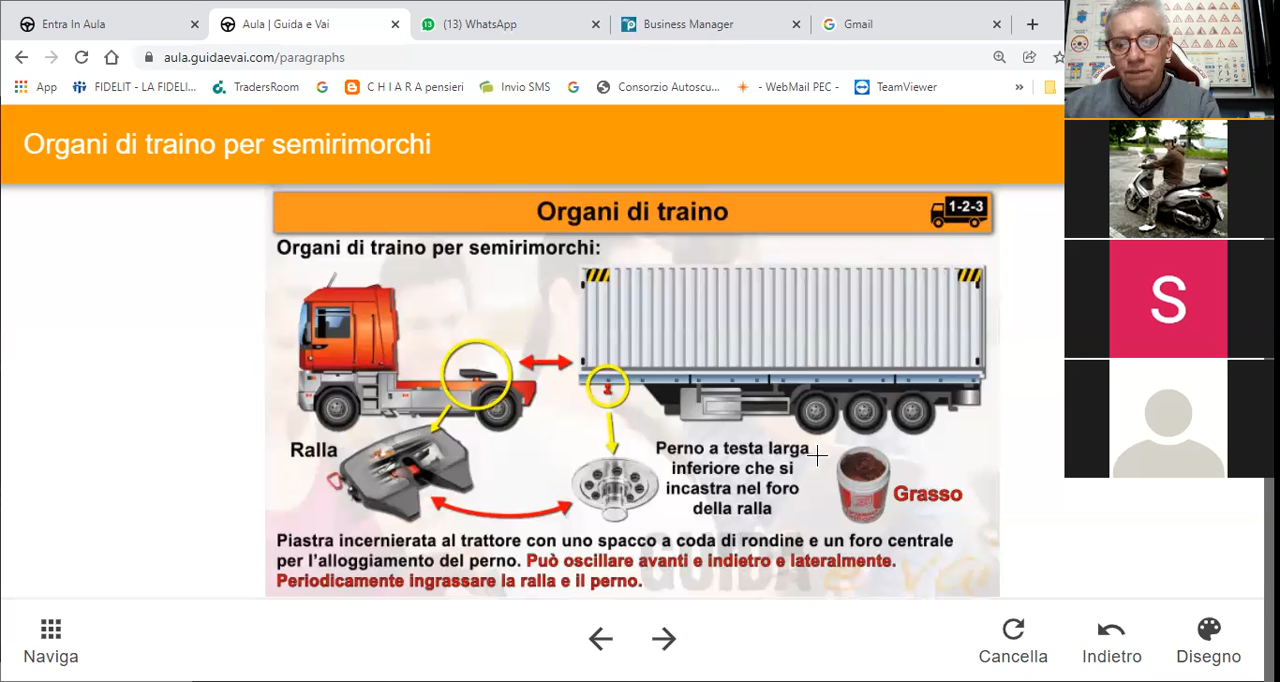 Entra In Aula
Aula | Guida e Vai
(13) WhatsApp
Business Manager
Gmail
aula.guidaevai.com/paragraphs
App
FIDELIT - LA FIDELI...
TradersRoom
C H I A R A pensieri
Invio SMS
Consorzio Autoscu...
- WebMail PEC -
TeamViewer
»
Organi di traino per semirimorchi
Organi di traino
1-2-3
Organi di traino per semirimorchi:
Ralla
Perno a testa larga
inferiore che si
incastra nel foro
della ralla
Grasso
Piastra incernierata al trattore con uno spacco a coda di rondine e un foro centrale
per l'alloggiamento del perno. Può oscillare avanti e indietro e lateralmente.
Periodicamente ingrassare la ralla e il perno.
GUIDA e vai
S
Naviga
Cancella
Indietro
Disegno